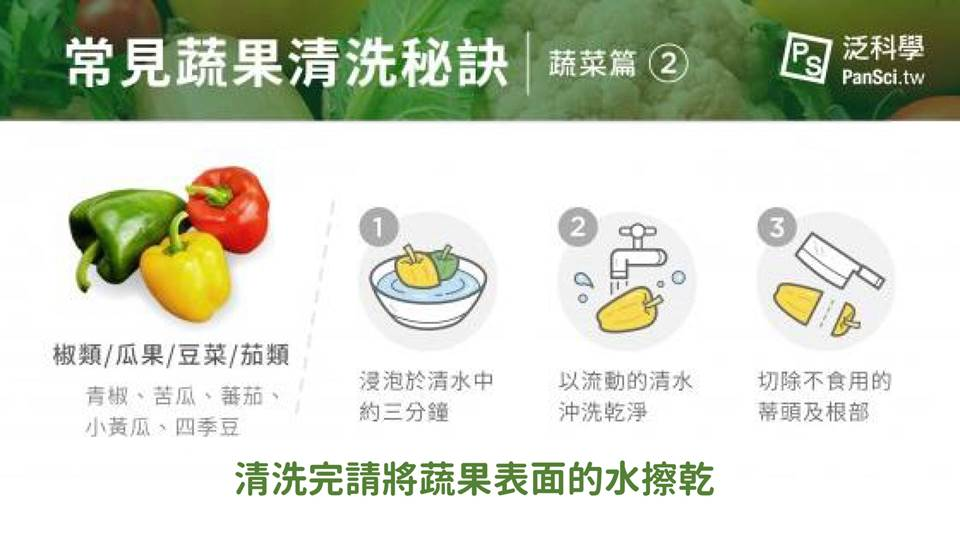 常見蔬果清洗秘訣
蔬菜篇 ②
PS 泛科學
PanSci.tw
椒類/瓜果/豆菜/茄類
青椒、苦瓜、蕃茄、
小黃瓜、四季豆
1
浸泡於清水中
約三分鐘
2
以流動的清水
沖洗乾淨
3
切除不食用的
蒂頭及根部
清洗完請將蔬果表面的水擦乾